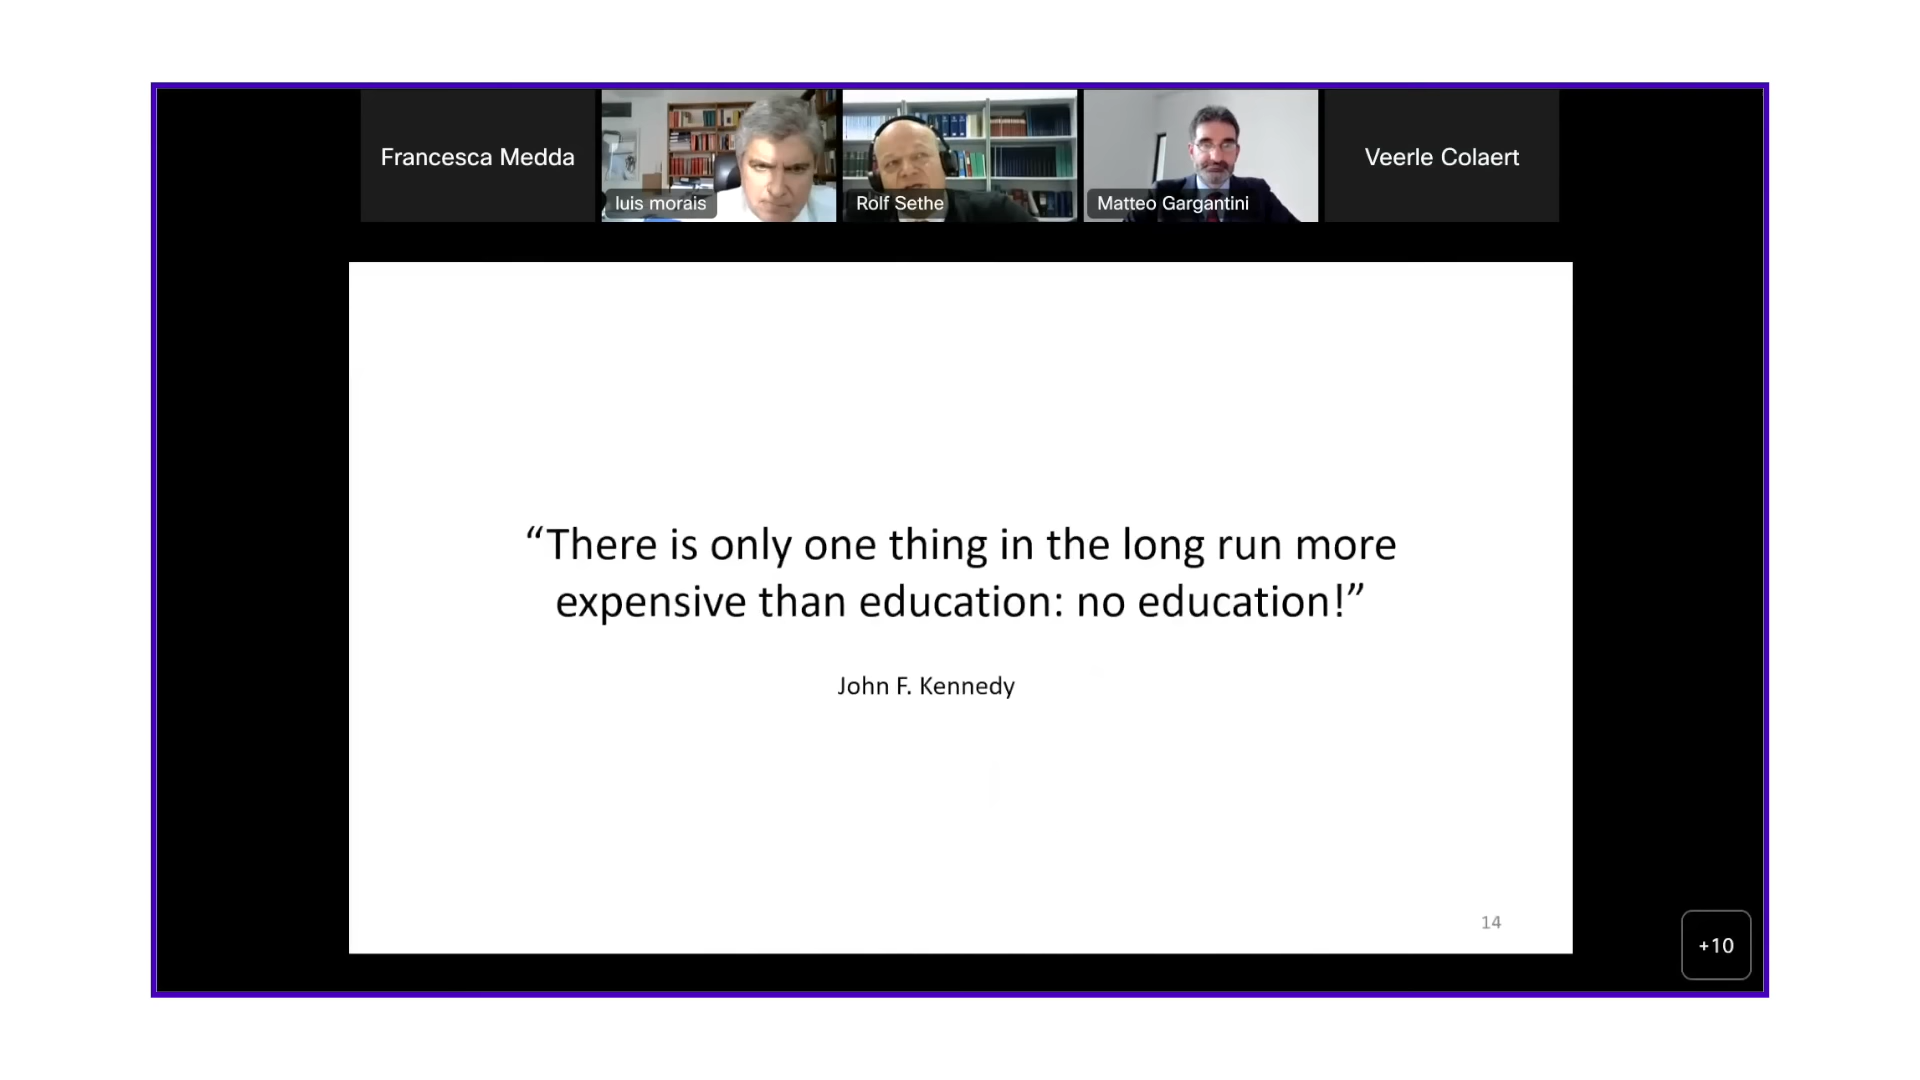 Francesca Medda
luis morais
Rolf Sethe
Matteo Gargantini
Veerle Colaert
“There is only one thing in the long run more
expensive than education: no education!”
John F. Kennedy
14
+10